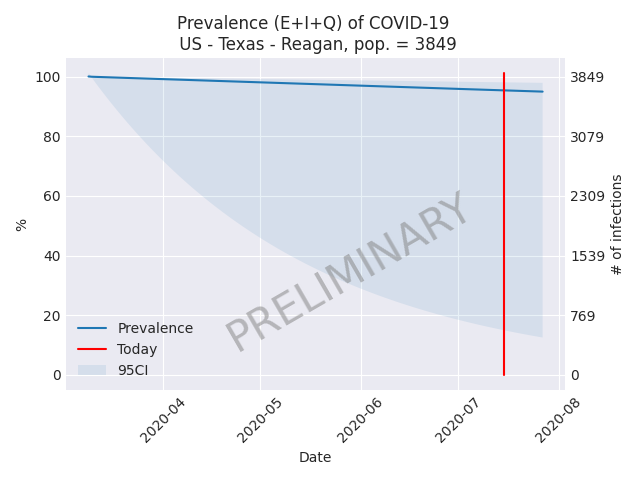 Prevalence (E+I+Q) of COVID-19
US - Texas - Reagan, pop. = 3849
100
80
60
40
20
0
%
3849
3079
2309
1539
769
0
# of infections
PRELIMINARY
Prevalence
Today
95CI
2020-04
2020-05
2020-06
2020-07
2020-08
Date